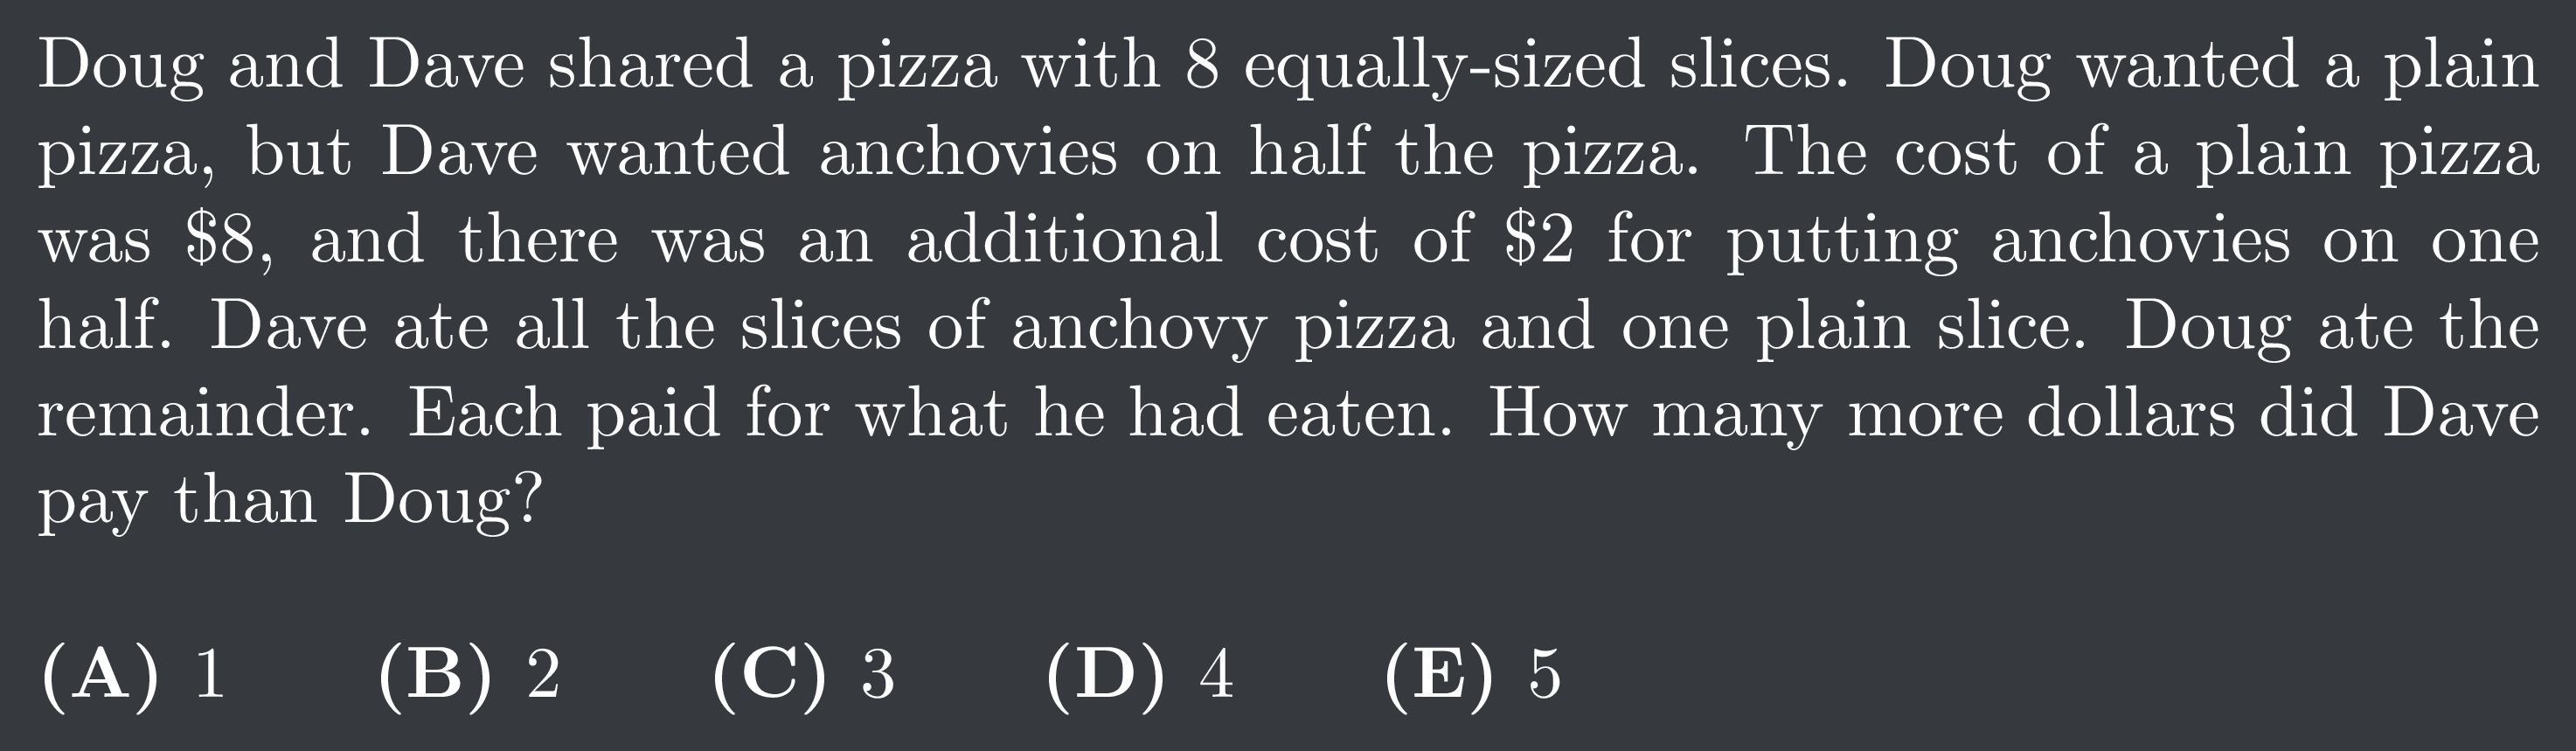 Doug and Dave shared a pizza with 8 equally-sized slices. Doug wanted a plain
pizza, but Dave wanted anchovies on half the pizza. The cost of a plain pizza
was $8, and there was an additional cost of $2 for putting anchovies on one
half. Dave ate all the slices of anchovy pizza and one plain slice. Doug ate the
remainder. Each paid for what he had eaten. How many more dollars did Dave
pay than Doug?
(A) 1 (B) 2 (C) 3 (D) 4 (E) 5